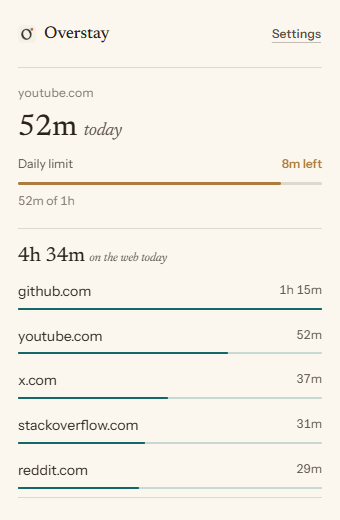 Overstay
Settings
youtube.com
52m today
Daily limit
8m left
52m of 1h
4h 34m on the web today
github.com
1h 15m
youtube.com
52m
x.com
37m
stackoverflow.com
31m
reddit.com
29m